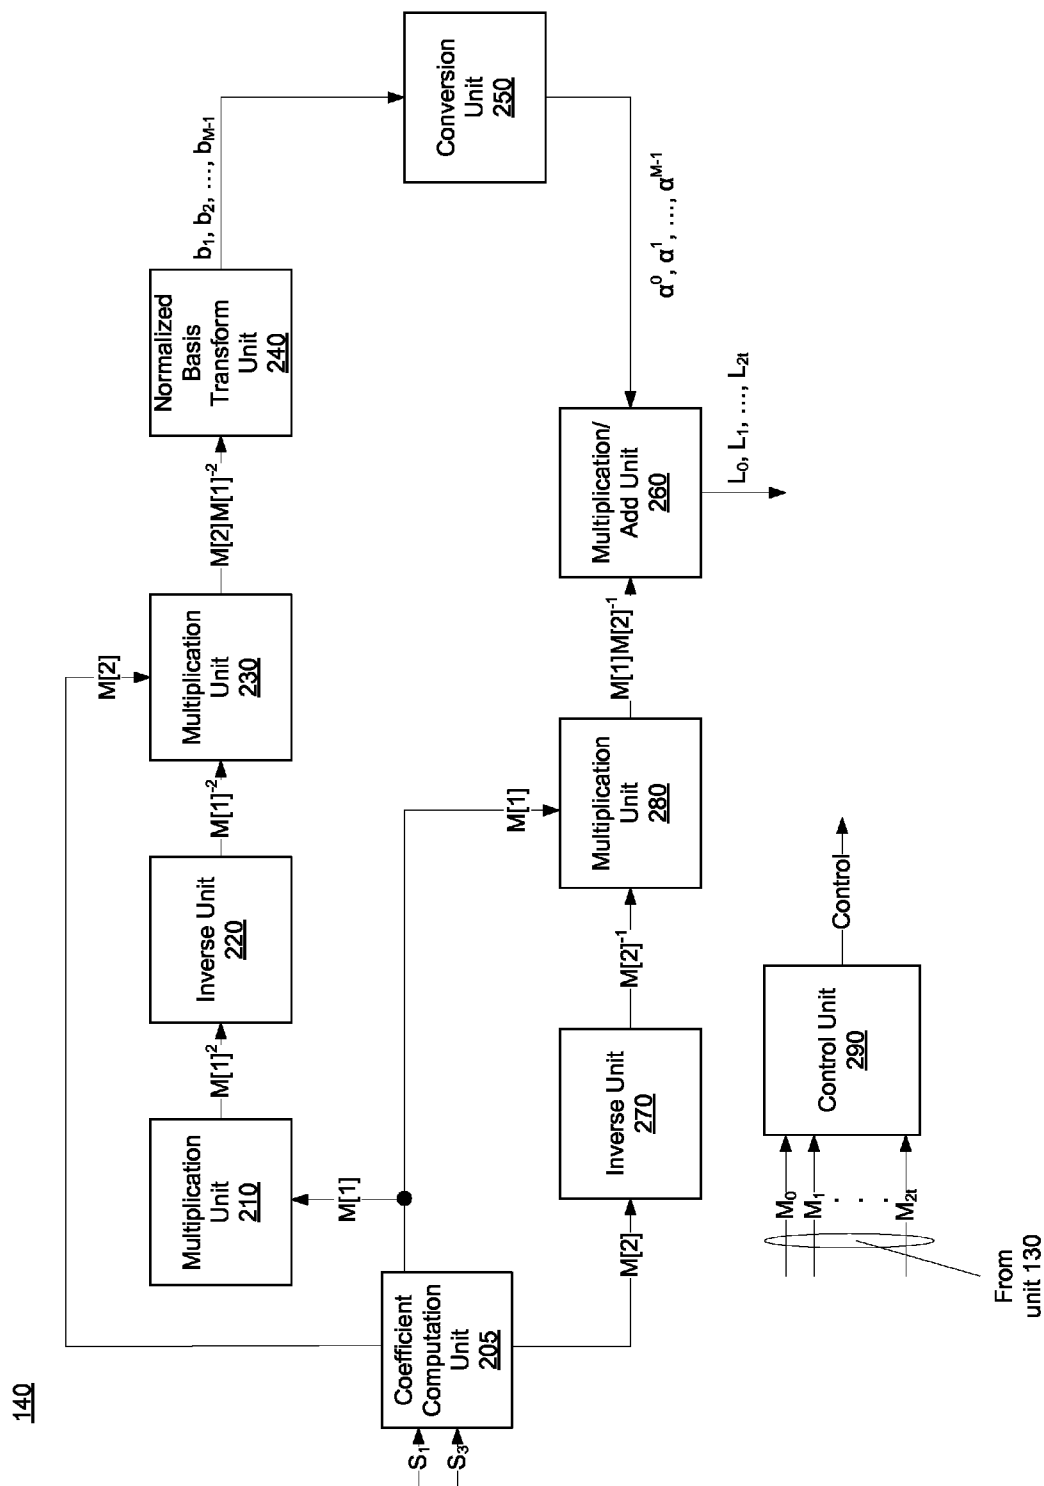 140
S1
S3
Coefficient
Computation
Unit
205
M[2]
M[1]
M[2]
M[1]
Multiplication
Unit
210
M[1]²
Inverse Unit
220
M[1]⁻²
Multiplication
Unit
230
M[2]M[1]⁻²
Normalized
Basis
Transform
Unit
240
b₁, b₂, ..., b_M-1
Conversion
Unit
250
α⁰, α¹, ..., α^M-1
Inverse Unit
270
M[2]⁻¹
Multiplication
Unit
280
M[1]M[2]⁻¹
Multiplication/
Add Unit
260
L₀, L₁, ..., L₂t
M₀
M₁
. . .
M₂t
From
unit 130
Control Unit
290
Control